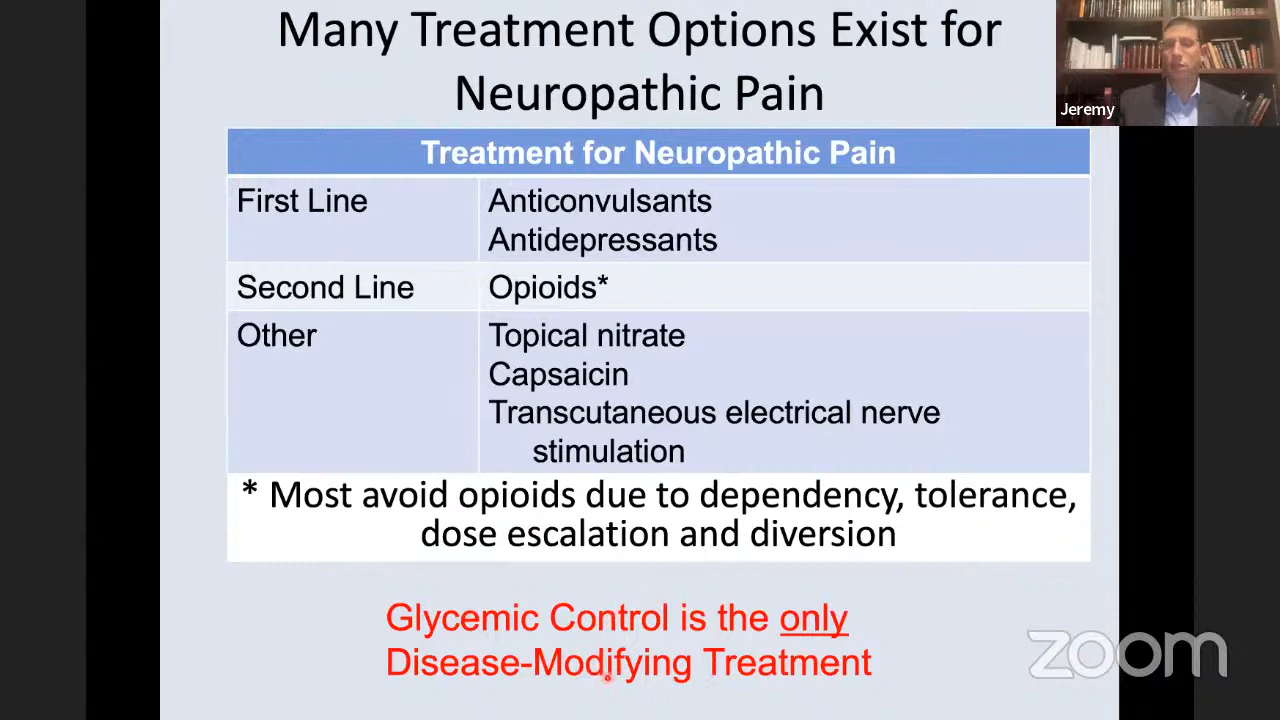 Many Treatment Options Exist for
Neuropathic Pain
Jeremy
Treatment for Neuropathic Pain
First Line
Anticonvulsants
Antidepressants
Second Line
Opioids*
Other
Topical nitrate
Capsaicin
Transcutaneous electrical nerve
stimulation
* Most avoid opioids due to dependency, tolerance,
dose escalation and diversion
Glycemic Control is the only
Disease-Modifying Treatment
zoom